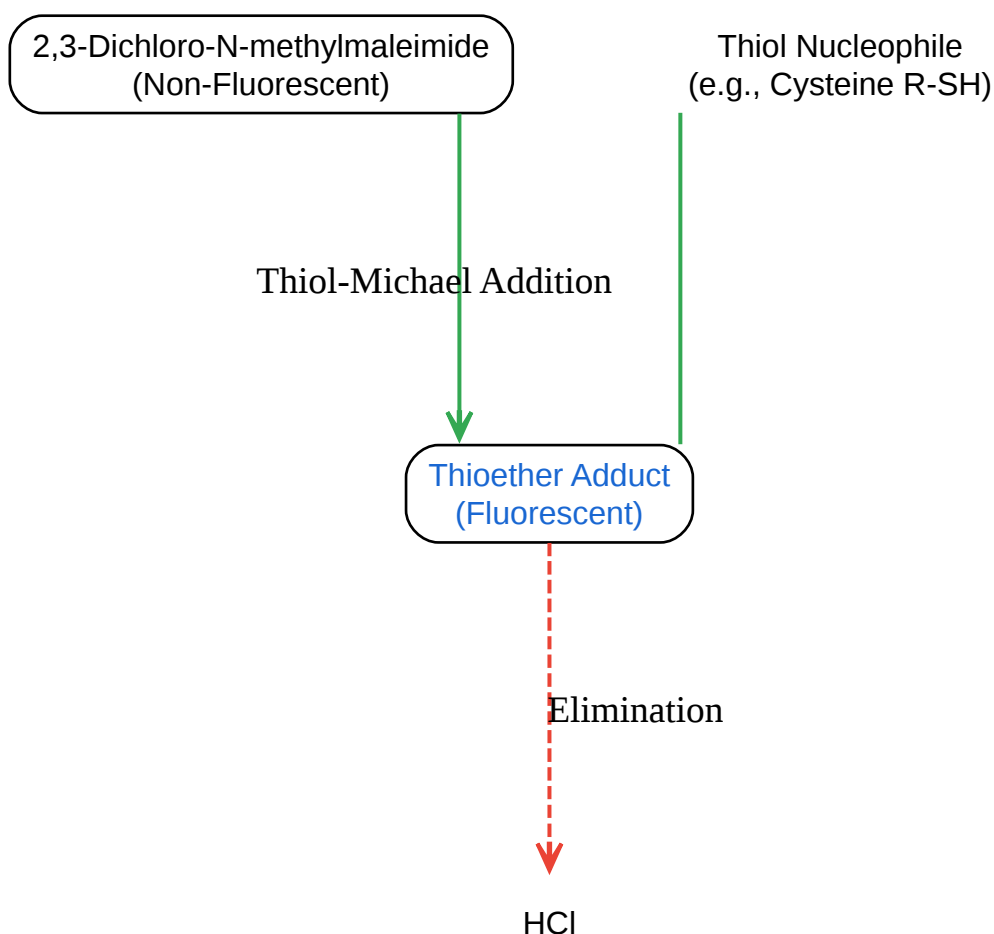 2,3-Dichloro-N-methylmaleimide
(Non-Fluorescent)
Thiol Nucleophile
(e.g., Cysteine R-SH)
Thiol-Michael Addition
Thioether Adduct
(Fluorescent)
Elimination
HCl